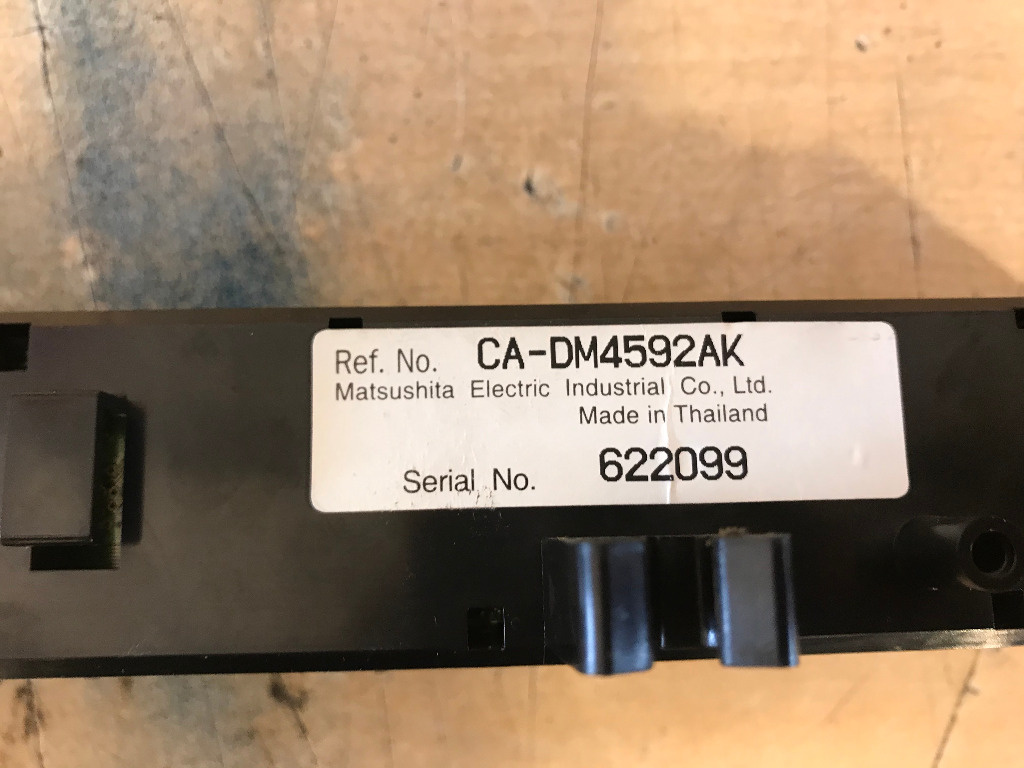 Ref. No. CA-DM4592AK
Matsushita Electric Industrial Co., Ltd.
Made in Thailand
Serial No. 622099